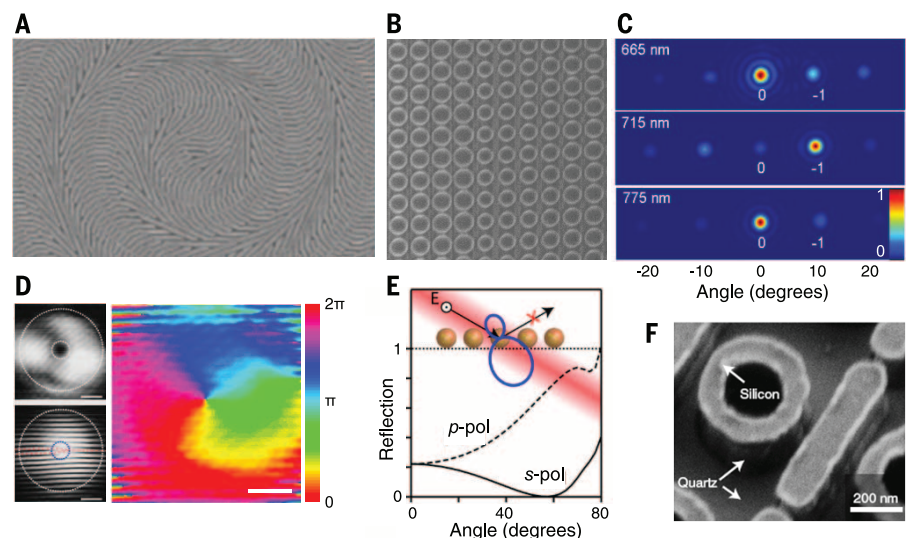 A
B
C
665 nm
0
-1
715 nm
0
-1
775 nm
1
0
-1
0
-20
-10
0
10
20
Angle (degrees)
D
2π
π
0
E
E
1
Reflection
p-pol
s-pol
0
0
40
80
Angle (degrees)
F
Silicon
Quartz
200 nm